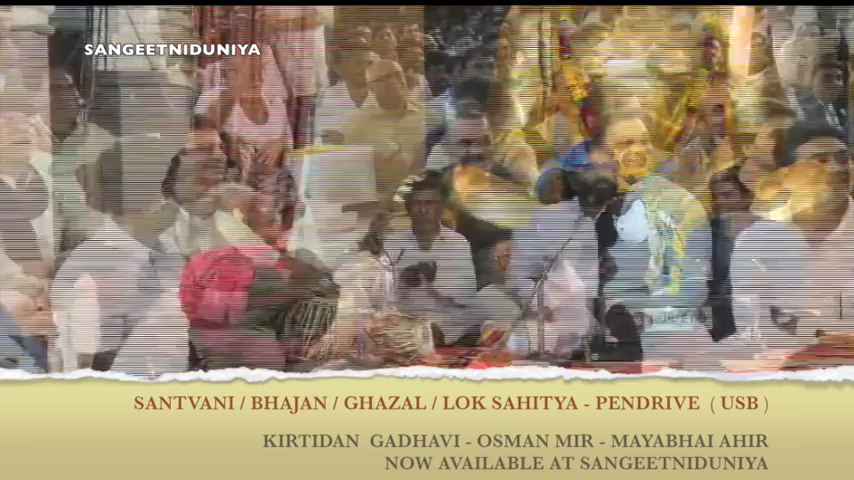 SANGEETNIDUNIYA
SANTVANI / BHAJAN / GHAZAL / LOK SAHITYA - PENDRIVE ( USB )
KIRTIDAN GADHAVI - OSMAN MIR - MAYABHAI AHIR
NOW AVAILABLE AT SANGEETNIDUNIYA